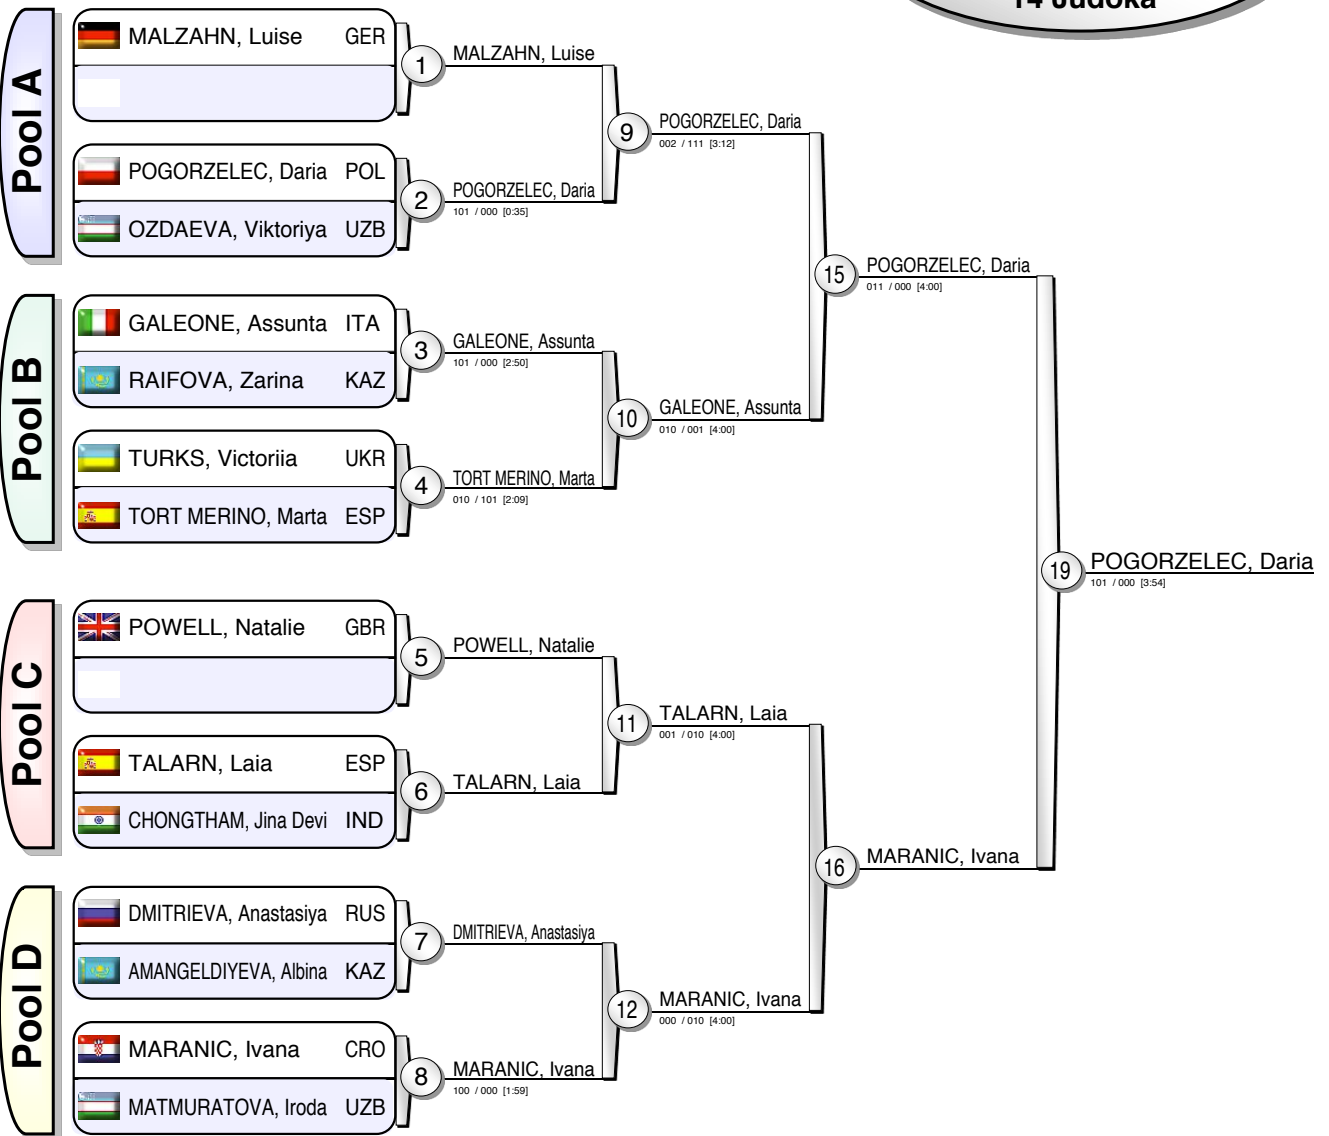 14 Judoka
Pool A
MALZAHN, Luise GER
1
MALZAHN, Luise
POGORZELEC, Daria POL
OZDAEVA, Viktoriya UZB
2
POGORZELEC, Daria
101 / 000 [0:35]
9
POGORZELEC, Daria
002 / 111 [3:12]
Pool B
GALEONE, Assunta ITA
RAIFOVA, Zarina KAZ
3
GALEONE, Assunta
101 / 000 [2:50]
TURKS, Victoriia UKR
TORT MERINO, Marta ESP
4
TORT MERINO, Marta
010 / 101 [2:09]
10
GALEONE, Assunta
010 / 001 [4:00]
15
POGORZELEC, Daria
011 / 000 [4:00]
Pool C
POWELL, Natalie GBR
5
POWELL, Natalie
TALARN, Laia ESP
CHONGTHAM, Jina Devi IND
6
TALARN, Laia
11
TALARN, Laia
001 / 010 [4:00]
Pool D
DMITRIEVA, Anastasiya RUS
AMANGELDIYEVA, Albina KAZ
7
DMITRIEVA, Anastasiya
MARANIC, Ivana CRO
MATMURATOVA, Iroda UZB
8
MARANIC, Ivana
100 / 000 [1:59]
12
MARANIC, Ivana
000 / 010 [4:00]
16
MARANIC, Ivana
19
POGORZELEC, Daria
101 / 000 [3:54]